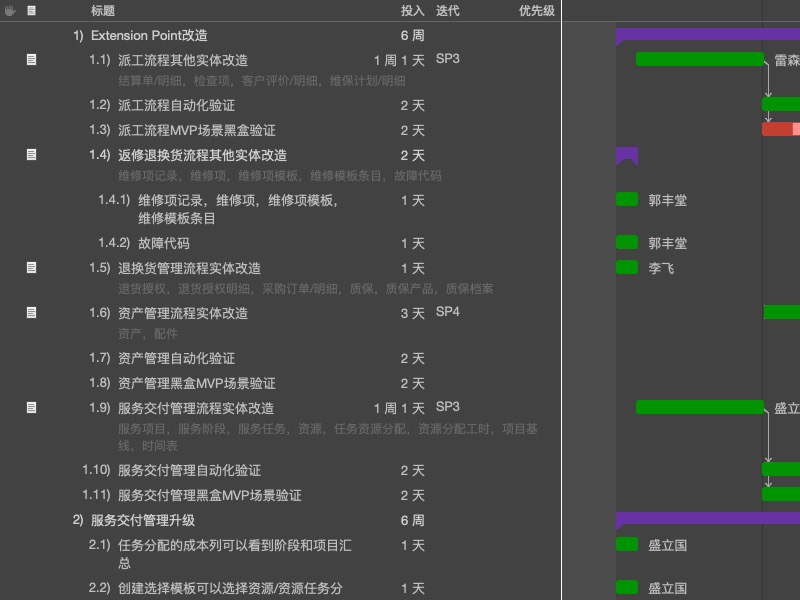 标题 投入 迭代 优先级
1) Extension Point改造 6 周
1.1) 派工流程其他实体改造 1 周 1 天 SP3 雷森
结算单/明细，检查项，客户评价/明细，维保计划/明细
1.2) 派工流程自动化验证 2 天
1.3) 派工流程MVP场景黑盒验证 2 天
1.4) 返修退换货流程其他实体改造 2 天
维修项记录，维修项，维修项模板，维修模板条目，故障代码
1.4.1) 维修项记录，维修项，维修项模板， 1 天 郭丰堂
维修模板条目
1.4.2) 故障代码 1 天 郭丰堂
1.5) 退换货管理流程实体改造 1 天 李飞
退货授权，退货授权明细，采购订单/明细，质保，质保产品，质保档案
1.6) 资产管理流程实体改造 3 天 SP4
资产，配件
1.7) 资产管理自动化验证 2 天
1.8) 资产管理黑盒MVP场景验证 2 天
1.9) 服务交付管理流程实体改造 1 周 1 天 SP3 盛立
服务项目，服务阶段，服务任务，资源，任务资源分配，资源分配工时，项目基
线，时间表
1.10) 服务交付管理自动化验证 2 天
1.11) 服务交付管理黑盒MVP场景验证 2 天
2) 服务交付管理升级 6 周
2.1) 任务分配的成本列可以看到阶段和项目汇 1 天 盛立国
总
2.2) 创建选择模板可以选择资源/资源任务分 1 天 盛立国